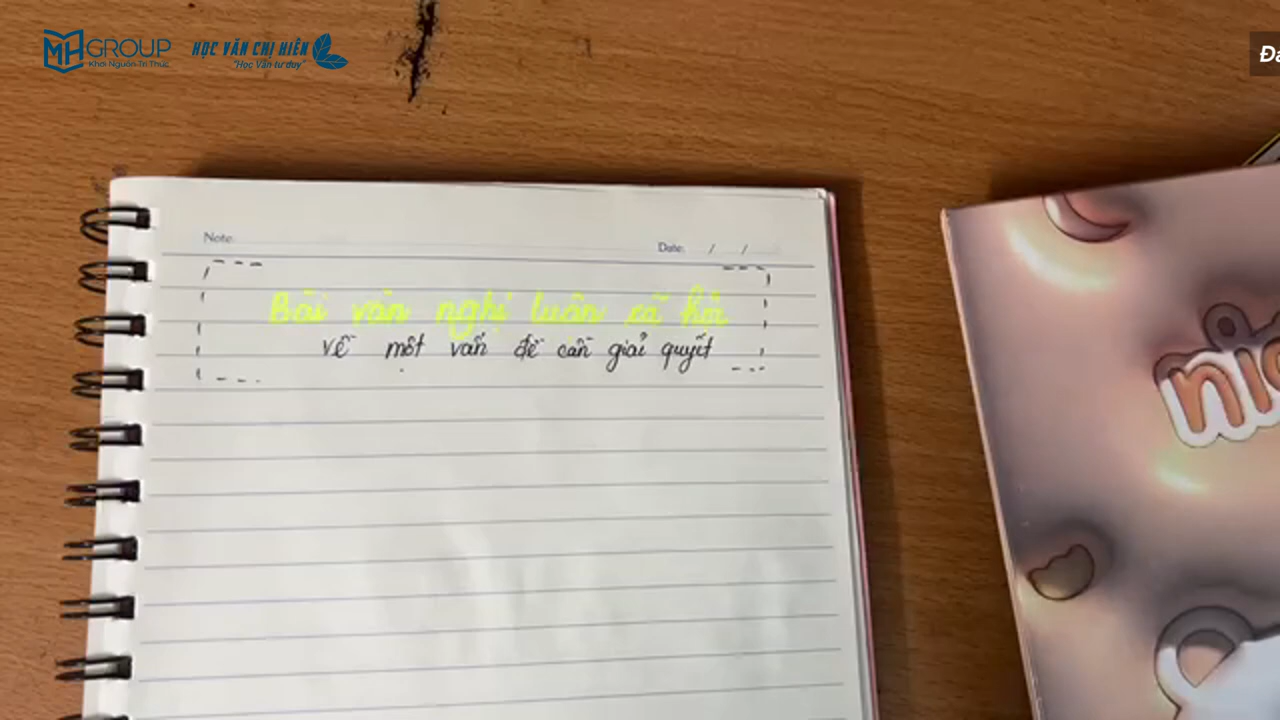 MH GROUP
Khơi Nguồn Tri Thức
HỌC VĂN CHỊ HIÊN
"Học Văn tư duy"
Note:
Date: / /
Bài văn nghị luận xã hội
về một vấn đề cần giải quyết